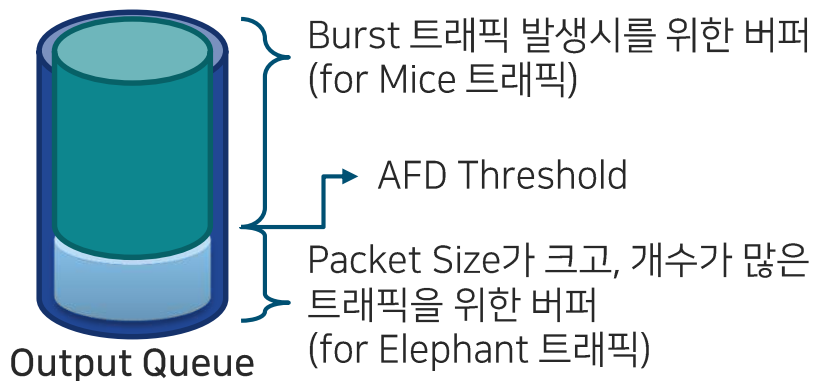 Burst 트래픽 발생시를 위한 버퍼
(for Mice 트래픽)
AFD Threshold
Packet Size가 크고, 개수가 많은
트래픽을 위한 버퍼
(for Elephant 트래픽)
Output Queue